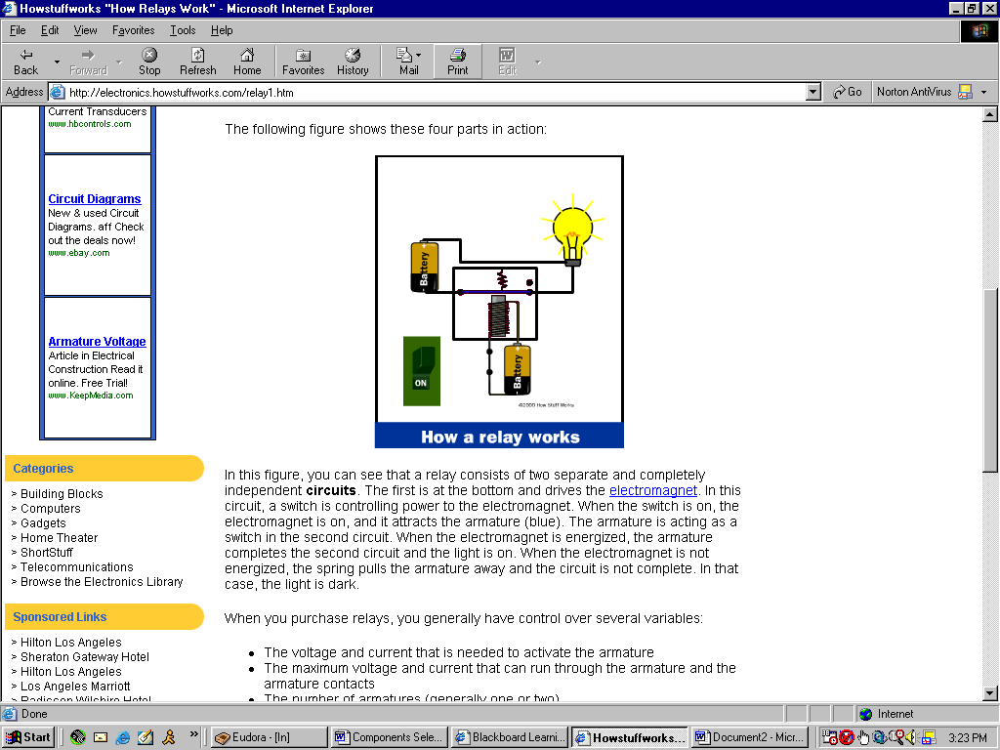 Howstuffworks "How Relays Work" - Microsoft Internet Explorer
File Edit View Favorites Tools Help
Back Forward Stop Refresh Home Favorites History Mail Print Edit
Address http://electronics.howstuffworks.com/relay1.htm Go Norton AntiVirus
Current Transducers
www.hbcontrols.com
Circuit Diagrams
New & used Circuit
Diagrams. aff Check
out the deals now!
www.ebay.com
Armature Voltage
Article in Electrical
Construction Read it
online. Free Trial!
www.KeepMedia.com
Categories
> Building Blocks
> Computers
> Gadgets
> Home Theater
> ShortStuff
> Telecommunications
> Browse the Electronics Library
Sponsored Links
> Hilton Los Angeles
> Sheraton Gateway Hotel
> Hilton Los Angeles
> Los Angeles Marriott
> Radisson Wilshire Hotel
The following figure shows these four parts in action:
Battery
Battery
ON
©2000 How Stuff Works
How a relay works
In this figure, you can see that a relay consists of two separate and completely
independent circuits. The first is at the bottom and drives the electromagnet. In this
circuit, a switch is controlling power to the electromagnet. When the switch is on, the
electromagnet is on, and it attracts the armature (blue). The armature is acting as a
switch in the second circuit. When the electromagnet is energized, the armature
completes the second circuit and the light is on. When the electromagnet is not
energized, the spring pulls the armature away and the circuit is not complete. In that
case, the light is dark.
When you purchase relays, you generally have control over several variables:
• The voltage and current that is needed to activate the armature
• The maximum voltage and current that can run through the armature and the
armature contacts
• The number of armatures (generally one or two)
Done Internet
Start » Eudora - [In] Components Sele... Blackboard Learni... Howstuffworks... Document2 - Micr... 3:23 PM